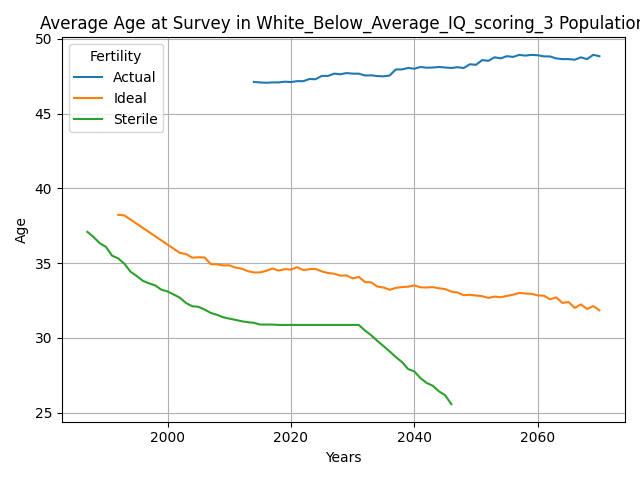 Average Age at Survey in White_Below_Average_IQ_scoring_3 Population
Fertility
Actual
Ideal
Sterile
50
45
40
35
30
25
Age
2000 2020 2040 2060
Years